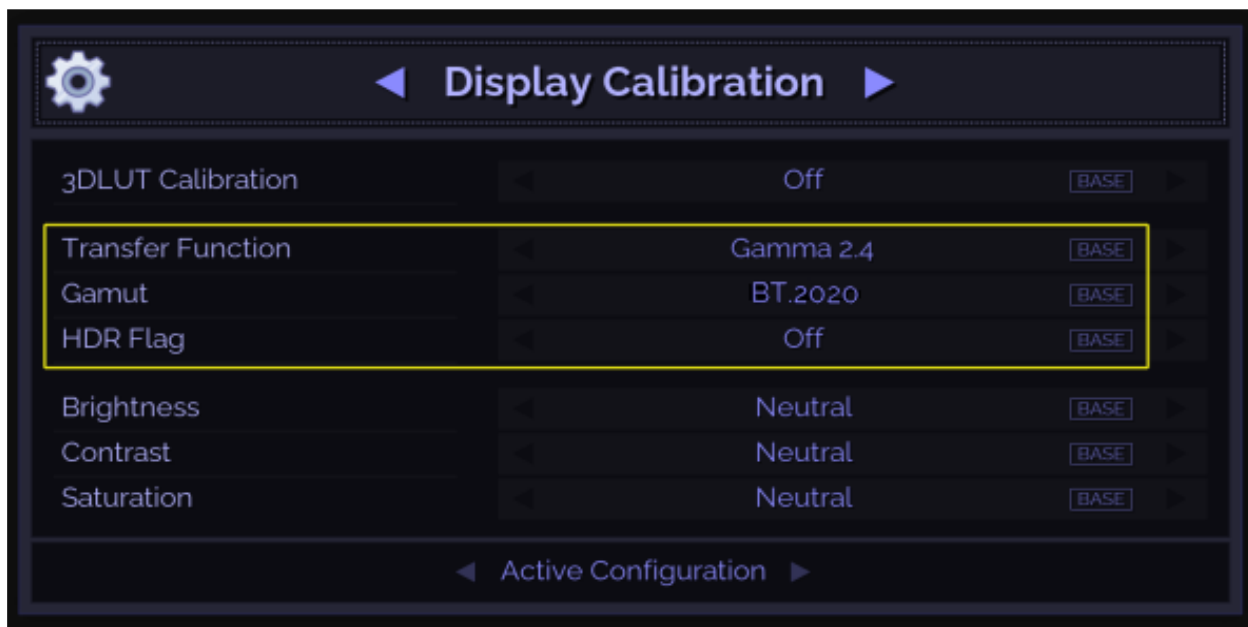 Display Calibration
3DLUT Calibration Off BASE
Transfer Function Gamma 2.4 BASE
Gamut BT.2020 BASE
HDR Flag Off BASE
Brightness Neutral BASE
Contrast Neutral BASE
Saturation Neutral BASE
Active Configuration